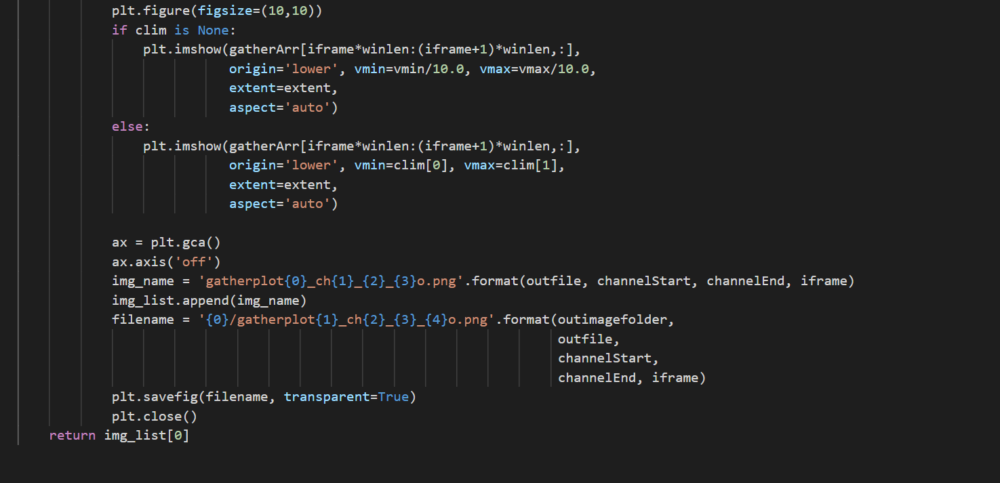 plt.figure(figsize=(10,10))
if clim is None:
plt.imshow(gatherArr[iframe*winlen:(iframe+1)*winlen,:],
origin='lower', vmin=vmin/10.0, vmax=vmax/10.0,
extent=extent,
aspect='auto')
else:
plt.imshow(gatherArr[iframe*winlen:(iframe+1)*winlen,:],
origin='lower', vmin=clim[0], vmax=clim[1],
extent=extent,
aspect='auto')
ax = plt.gca()
ax.axis('off')
img_name = 'gatherplot{0}_ch{1}_{2}_{3}o.png'.format(outfile, channelStart, channelEnd, iframe)
img_list.append(img_name)
filename = '{0}/gatherplot{1}_ch{2}_{3}_{4}o.png'.format(outimagefolder,
outfile,
channelStart,
channelEnd, iframe)
plt.savefig(filename, transparent=True)
plt.close()
return img_list[0]